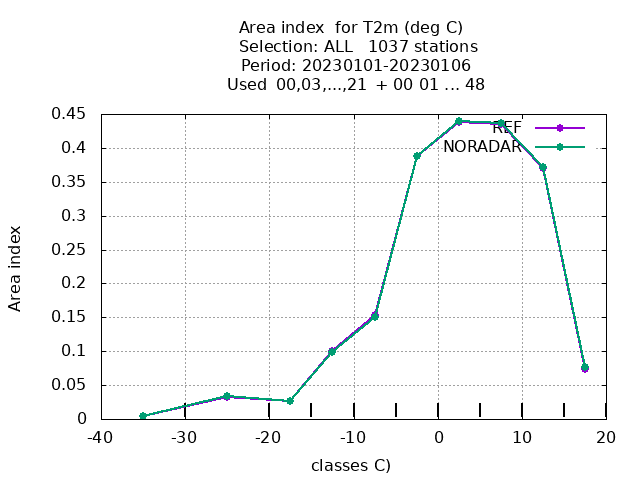 Area index  for T2m (deg C)
Selection: ALL   1037 stations
Period: 20230101-20230106
Used  00,03,...,21  + 00 01 ... 48
REF
NORADAR
Area index
0.45
0.4
0.35
0.3
0.25
0.2
0.15
0.1
0.05
0
-40 -30 -20 -10 0 10 20
classes C)